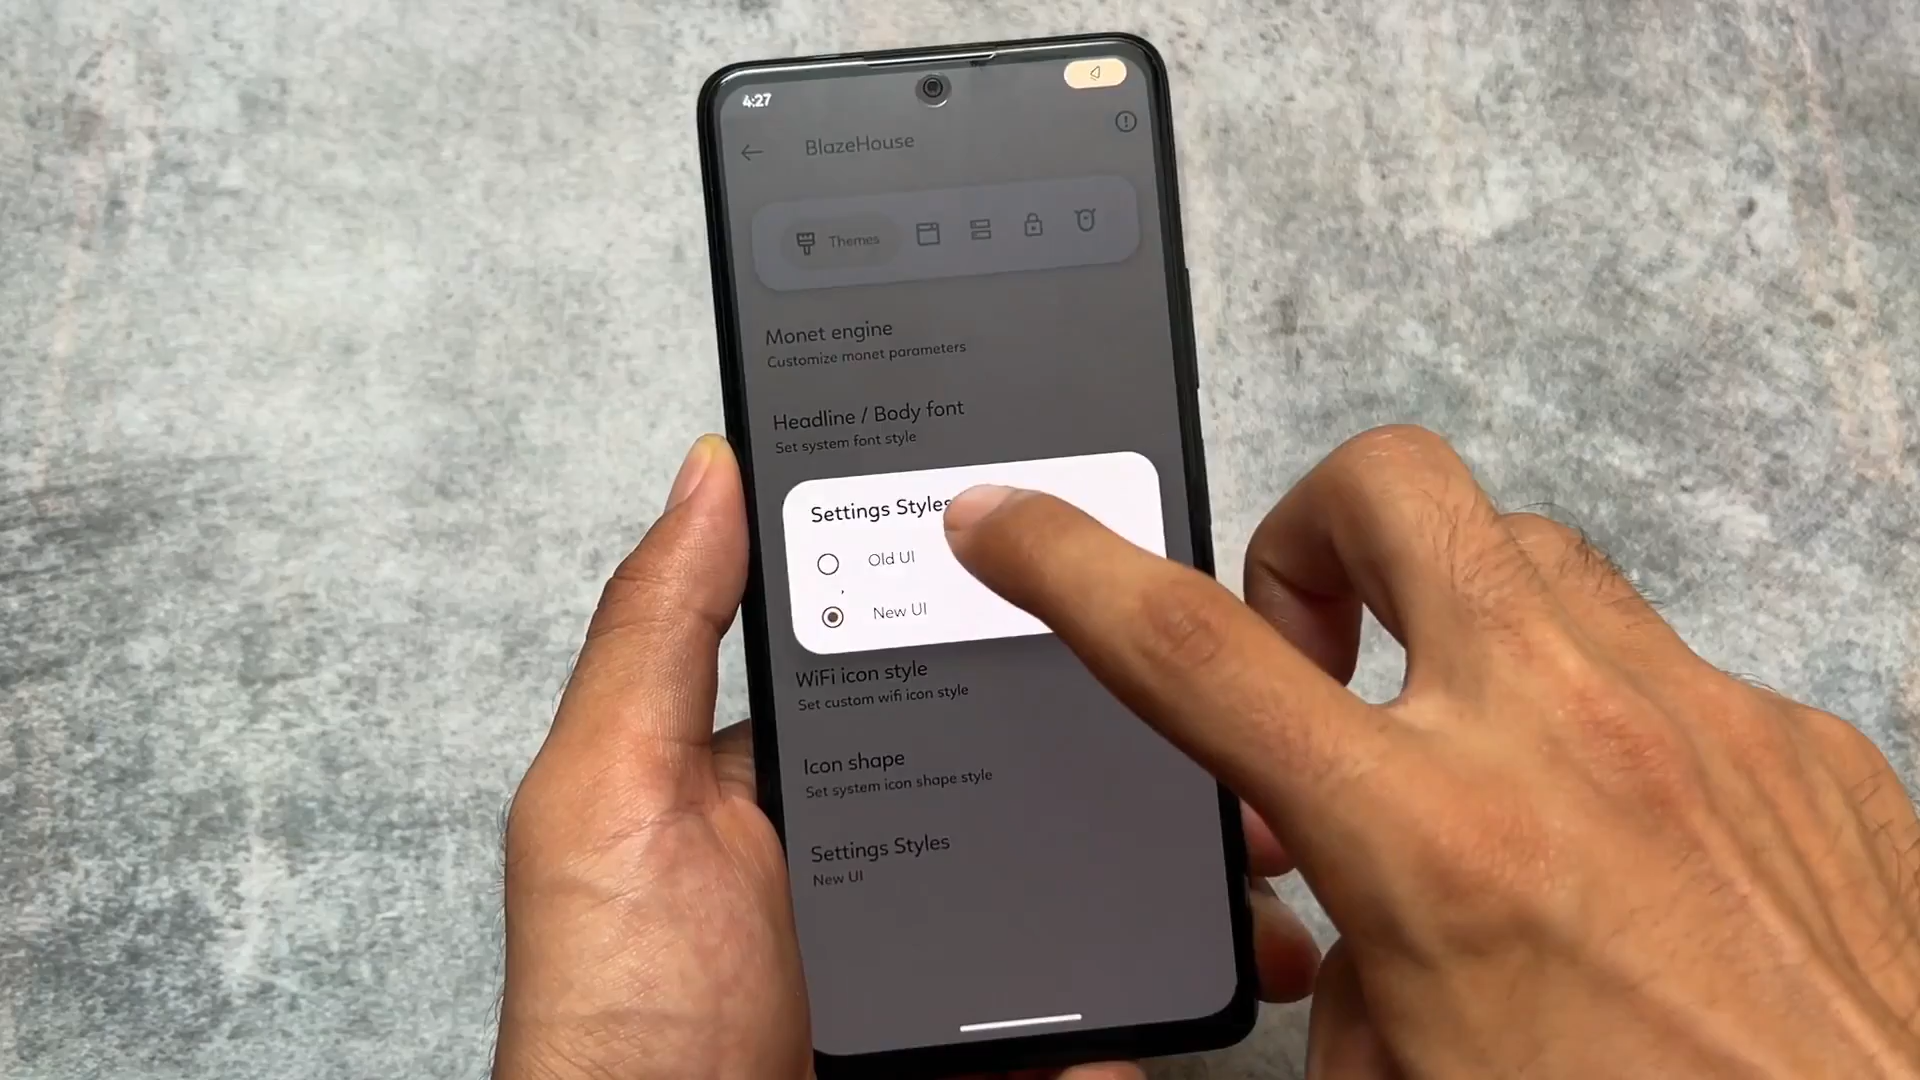 4:27
BlazeHouse
Themes
Monet engine
Customize monet parameters
Headline / Body font
Set system font style
Settings Styles
Old UI
New UI
WiFi icon style
Set custom wifi icon style
Icon shape
Set system icon shape style
Settings Styles
New UI